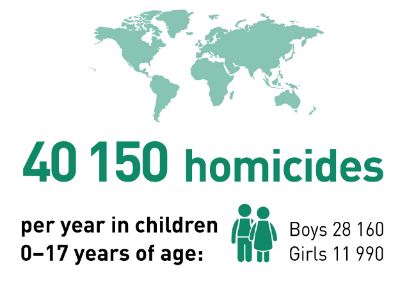 40 150 homicides
per year in children
0–17 years of age:
Boys 28 160
Girls 11 990